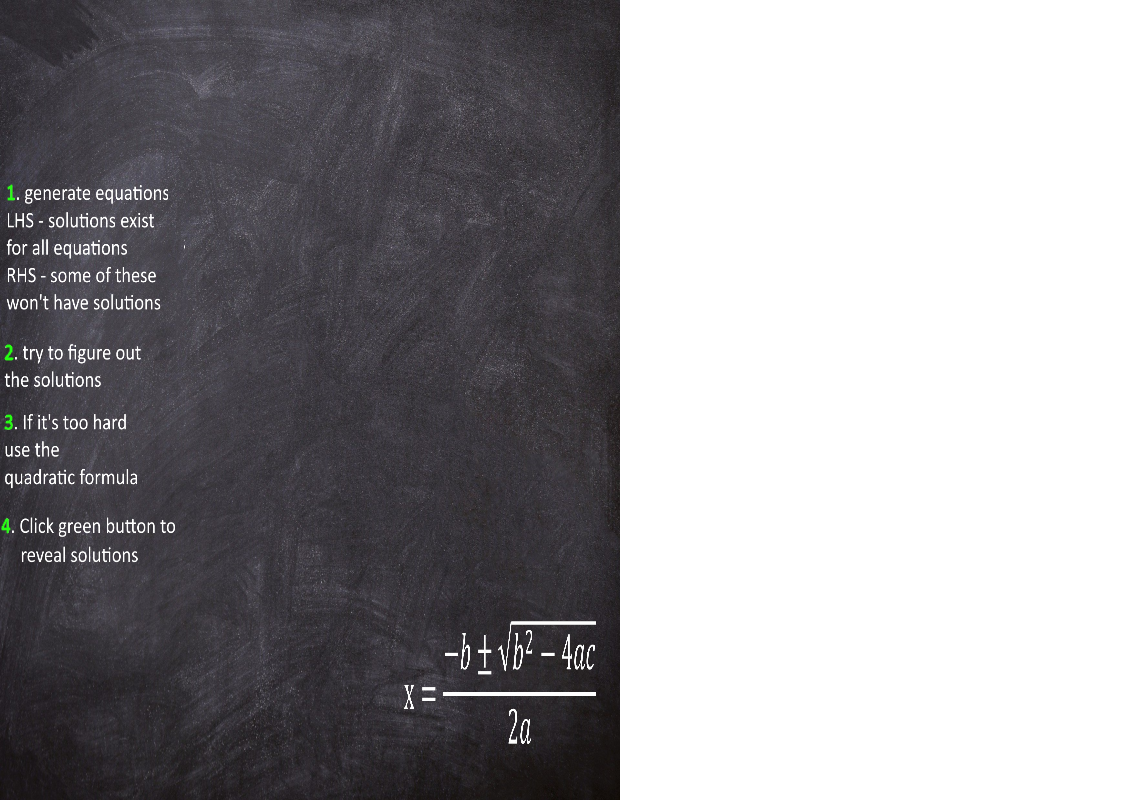 1. generate equations
LHS - solutions exist
for all equations
RHS - some of these
won't have solutions
2. try to figure out
the solutions
3. If it's too hard
use the
quadratic formula
4. Click green button to
reveal solutions
x = \frac{-b ± \sqrt{b² - 4ac}}{2a}